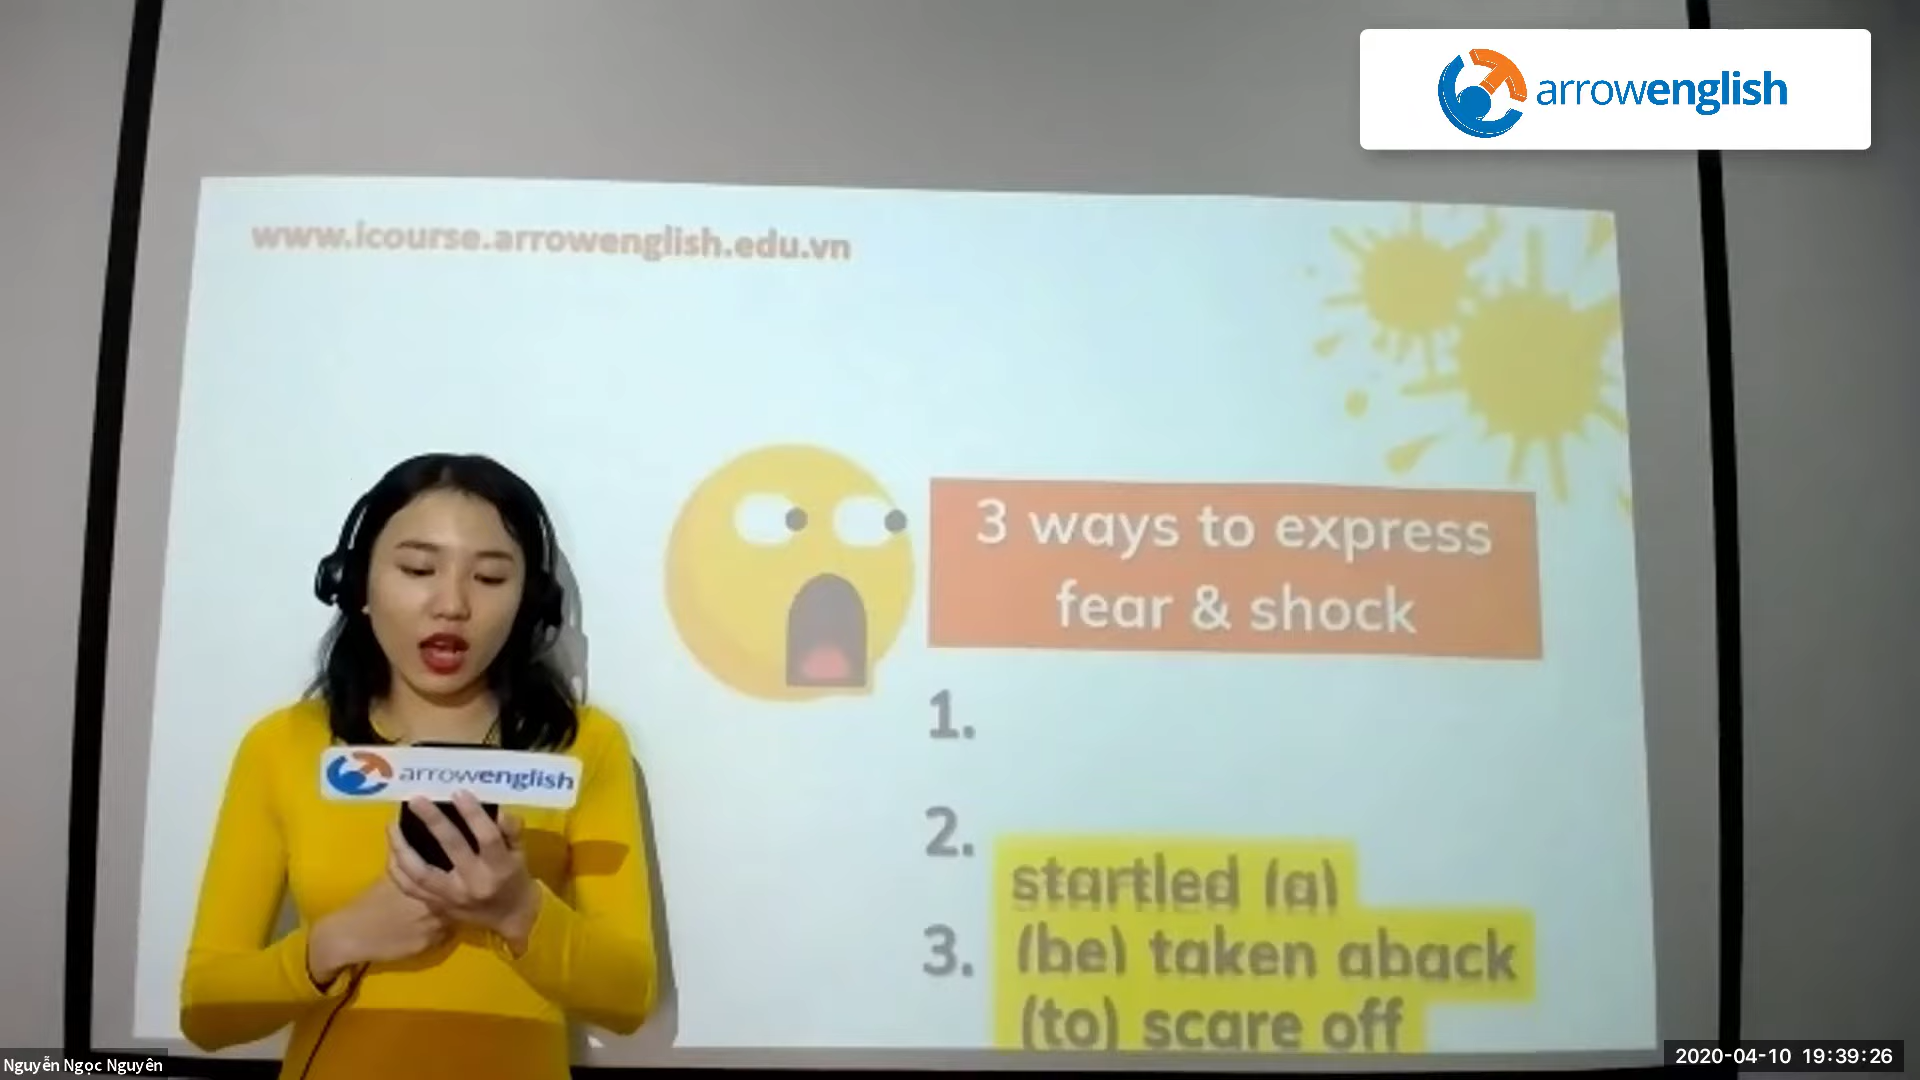 arrowenglish
www.icourse.arrowenglish.edu.vn
3 ways to express
fear & shock
1.
2.
startled (a)
3. (be) taken aback
(to) scare off
arrowenglish
Nguyễn Ngọc Nguyên
2020-04-10 19:39:26